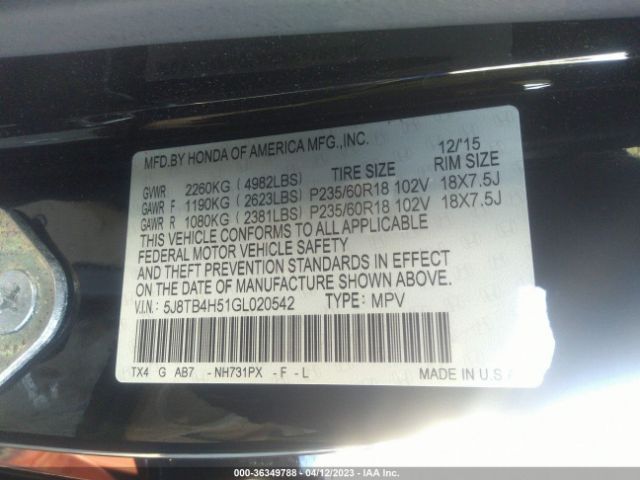 MFD.BY HONDA OF AMERICA MFG.,INC. 12/'15
TIRE SIZE RIM SIZE
GVWR 2260KG ( 4982LBS)
GAWR F 1190KG ( 2623LBS) P235/60R18 102V 18X7.5J
GAWR R 1080KG ( 2381LBS) P235/60R18 102V 18X7.5J
THIS VEHICLE CONFORMS TO ALL APPLICABLE
FEDERAL MOTOR VEHICLE SAFETY
AND THEFT PREVENTION STANDARDS IN EFFECT
ON THE DATE OF MANUFACTURE SHOWN ABOVE.
V.I.N.: 5J8TB4H51GL020542 TYPE: MPV
TX4 G AB7 - NH731PX - F - L MADE IN U.S.A
000-36349788 - 04/12/2023 - IAA Inc.